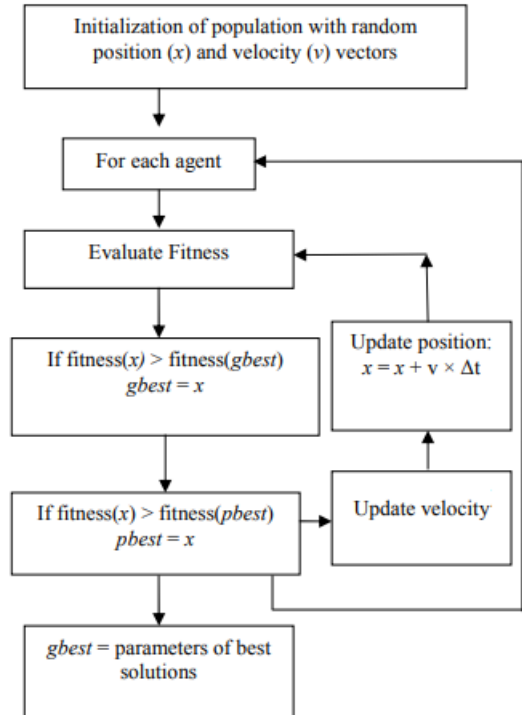 Initialization of population with random
position (x) and velocity (v) vectors
For each agent
Evaluate Fitness
If fitness(x) > fitness(gbest)
gbest = x
Update position:
x = x + v × Δt
If fitness(x) > fitness(pbest)
pbest = x
Update velocity
gbest = parameters of best
solutions